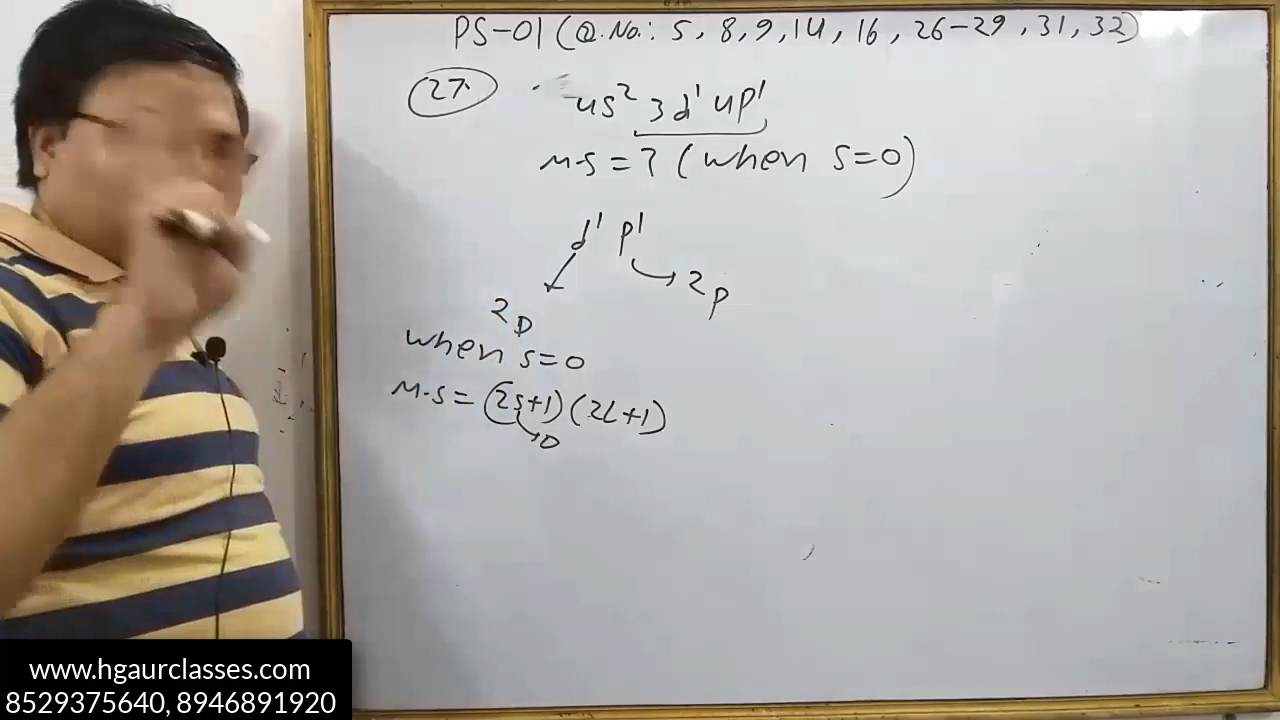 PS-01 (Q.No.: 5, 8, 9, 14, 16, 26-29, 31, 32)
27. 4s² 3d¹ 4p¹
M.S = ? (when S=0)
d¹ p¹
²P
²D
when S=0
M.S = (2S+1) (2L+1)
0
www.hgaurclasses.com
8529375640, 8946891920